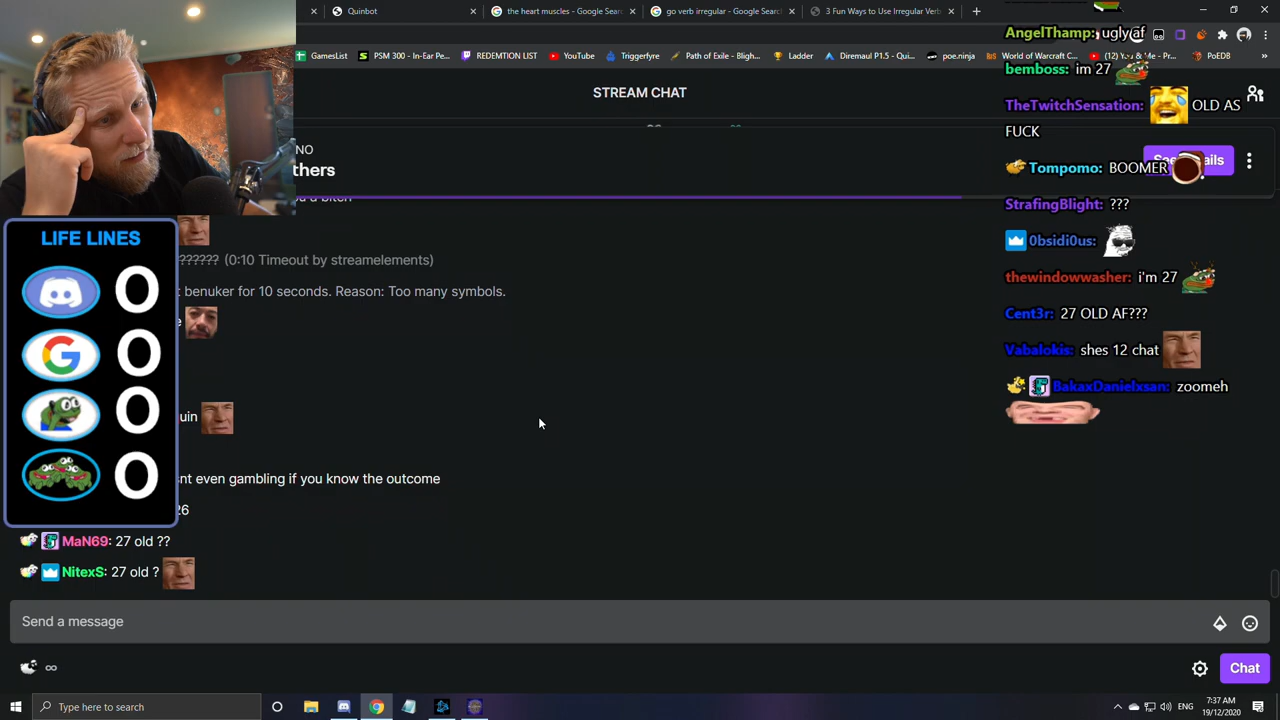 Quinbot
the heart muscles - Google Sear
go verb irregular - Google Searc
3 Fun Ways to Use Irregular Ver
GamesList
PSM 300 - In-Ear Pe...
REDEMTION LIST
YouTube
Triggerfyre
Path of Exile - Bligh...
Ladder
Diremaul P1.5 - Qui...
poe.ninja
World of Warcraft C...
& Me - Pr...
PoEDB
STREAM CHAT
NO
thers
See
ails
?????? (0:10 Timeout by streamelements)
benuker for 10 seconds. Reason: Too many symbols.
uin
nt even gambling if you know the outcome
26
MaN69: 27 old ??
NitexS: 27 old ?
Send a message
∞
Chat
LIFE LINES
0
0
0
0
AngelThamp: ugly af
bemboss: im 27
TheTwitchSensation: OLD AS
FUCK
Tompomo: BOOMER
StrafingBlight: ???
0bsidi0us:
thewindowwasher: i'm 27
Cent3r: 27 OLD AF???
Vabalokis: shes 12 chat
BakaxDanielxsan: zoomeh
Type here to search
ENG
7:37 AM
19/12/2020